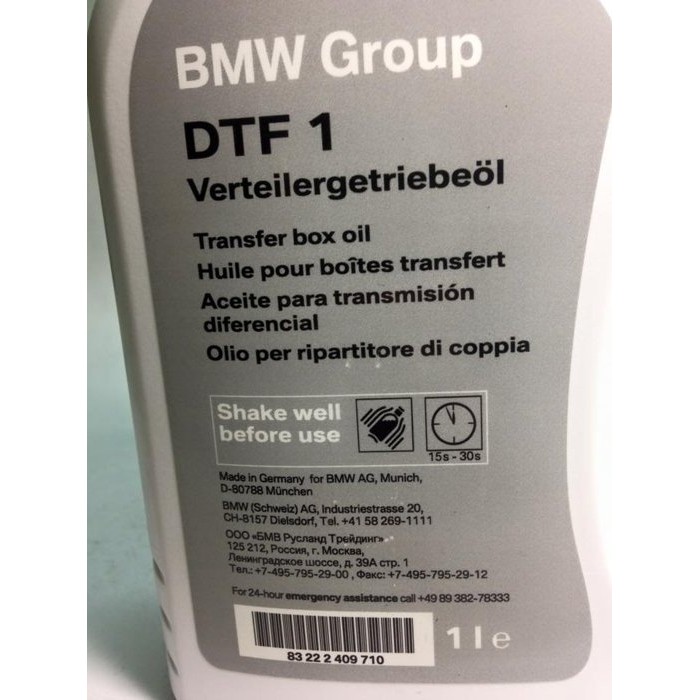 BMW Group
DTF 1
Verteilergetriebeöl
Transfer box oil
Huile pour boîtes transfert
Aceite para transmisión
diferencial
Olio per ripartitore di coppia
Shake well
before use
15s - 30s
Made in Germany for BMW AG, Munich,
D-80788 München
BMW (Schweiz) AG, Industriestrasse 20,
CH-8157 Dielsdorf, Tel. +41 58 269-1111
ООО «БМВ Русланд Трейдинг»
125 212, Россия, г. Москва,
Ленинградское шоссе, д. 39А стр. 1
Тел.: +7-495-795-29-00 , Факс: +7-495-795-29-12
For 24-hour emergency assistance call +49 89 382-78333
83 22 2 409 710
1 l e